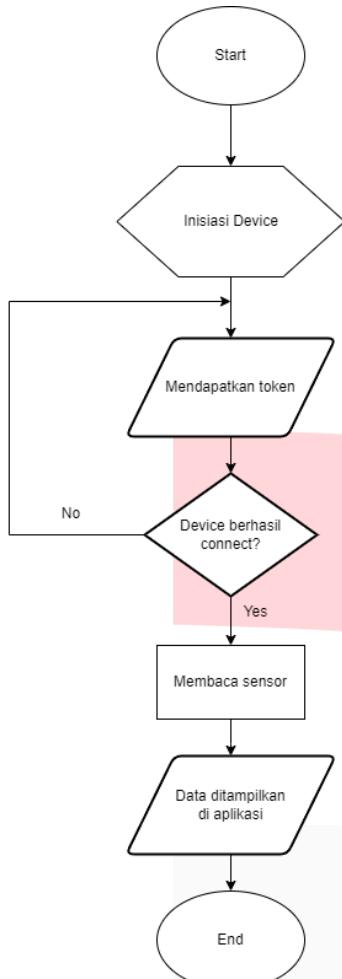 Start
Inisiasi Device
Mendapatkan token
Device berhasil
connect?
No
Yes
Membaca sensor
Data ditampilkan
di aplikasi
End